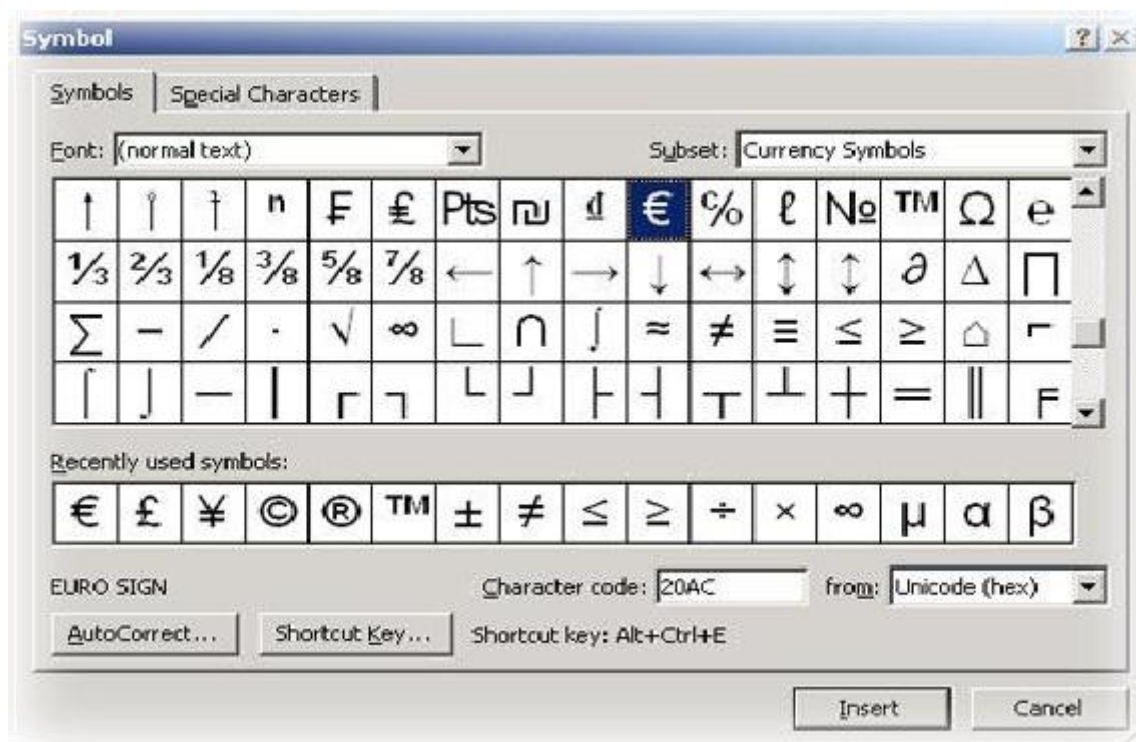 Symbol
Symbols Special Characters
Font: (normal text) Subset: Currency Symbols
ⁿ ₣ ₤ Pts ₪ ₫ € ℅ ℓ № ™ Ω ℮
⅓ ⅔ ⅛ ⅜ ⅝ ⅞ ← ↑ → ↓ ↔ ↕ ↨ ∂ ∆ ∏
∑ − ∕ ∙ √ ∞ ∟ ∩ ∫ ≈ ≠ ≡ ≤ ≥ ⌂ ⌐
⌠ ⌡ ─ │ ┌ ┐ └ ┘ ├ ┤ ┬ ┴ ┼ ═ ║ ╒
Recently used symbols:
€ £ ¥ © ® ™ ± ≠ ≤ ≥ ÷ × ∞ µ α β
EURO SIGN Character code: 20AC from: Unicode (hex)
AutoCorrect... Shortcut Key... Shortcut key: Alt+Ctrl+E
Insert Cancel